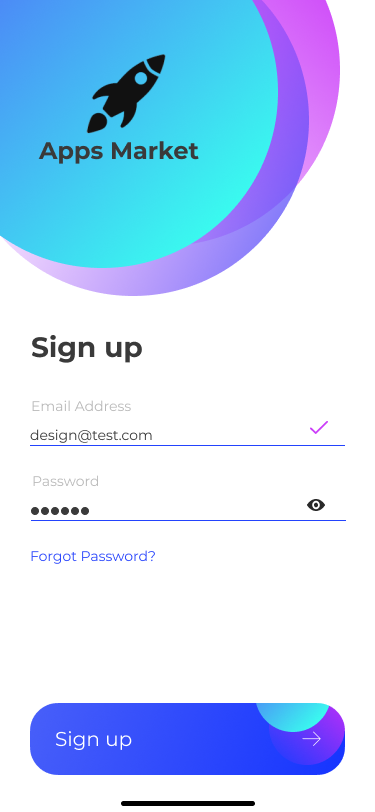 Apps Market
Sign up
Email Address
design@test.com
Password
●●●●●●
Forgot Password?
Sign up